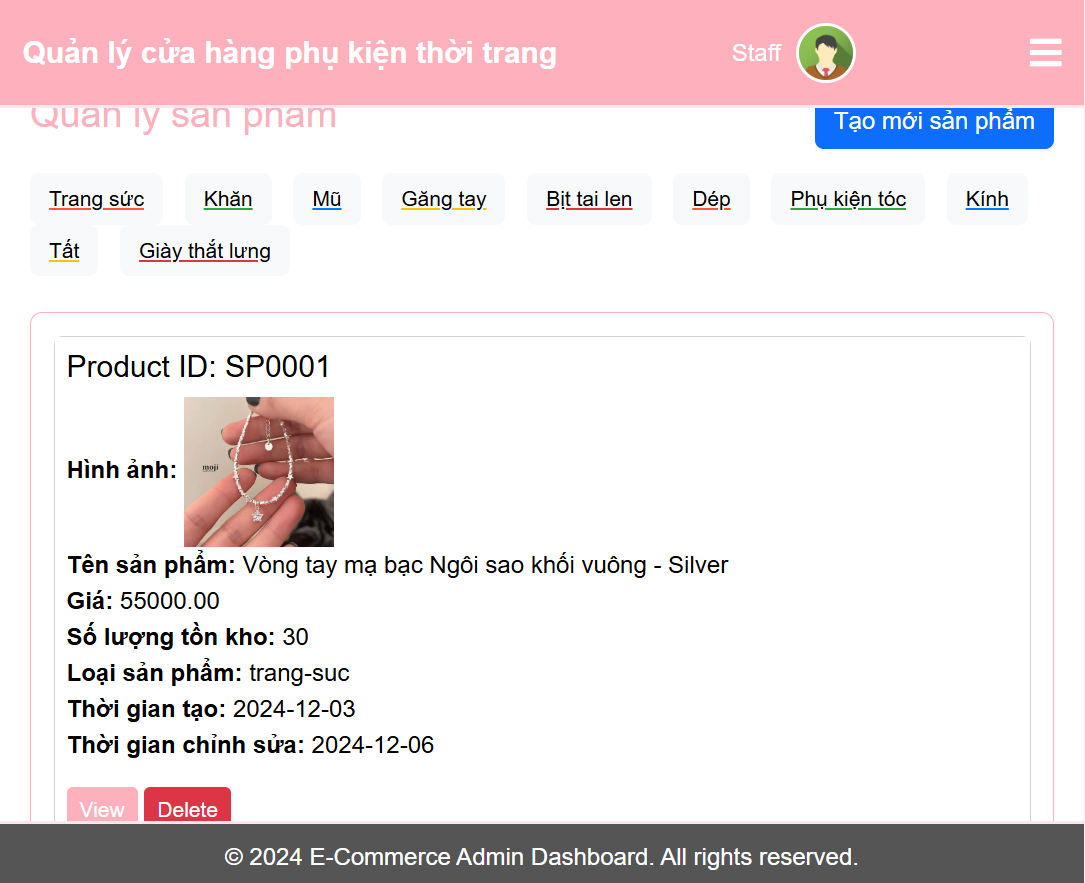 Quản lý cửa hàng phụ kiện thời trang
Staff
Quản lý sản phẩm
Tạo mới sản phẩm
Trang sức
Khăn
Mũ
Găng tay
Bịt tai len
Dép
Phụ kiện tóc
Kính
Tất
Giày thắt lưng
Product ID: SP0001
Hình ảnh:
moji
Tên sản phẩm: Vòng tay mạ bạc Ngôi sao khối vuông - Silver
Giá: 55000.00
Số lượng tồn kho: 30
Loại sản phẩm: trang-suc
Thời gian tạo: 2024-12-03
Thời gian chỉnh sửa: 2024-12-06
View
Delete
© 2024 E-Commerce Admin Dashboard. All rights reserved.